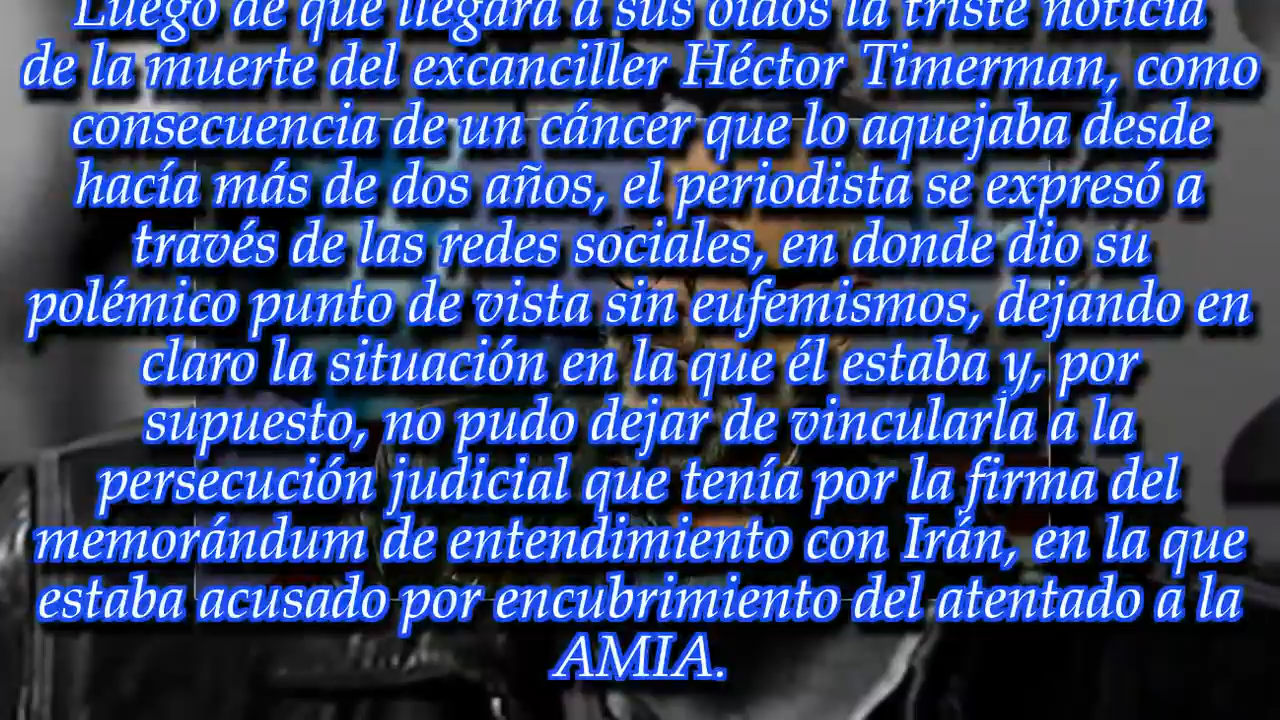 Luego de que llegara a sus oídos la triste noticia
de la muerte del excanciller Héctor Timerman, como
consecuencia de un cáncer que lo aquejaba desde
hacía más de dos años, el periodista se expresó a
través de las redes sociales, en donde dio su
polémico punto de vista sin eufemismos, dejando en
claro la situación en la que él estaba y, por
supuesto, no pudo dejar de vincularla a la
persecución judicial que tenía por la firma del
memorándum de entendimiento con Irán, en la que
estaba acusado por encubrimiento del atentado a la
AMIA.